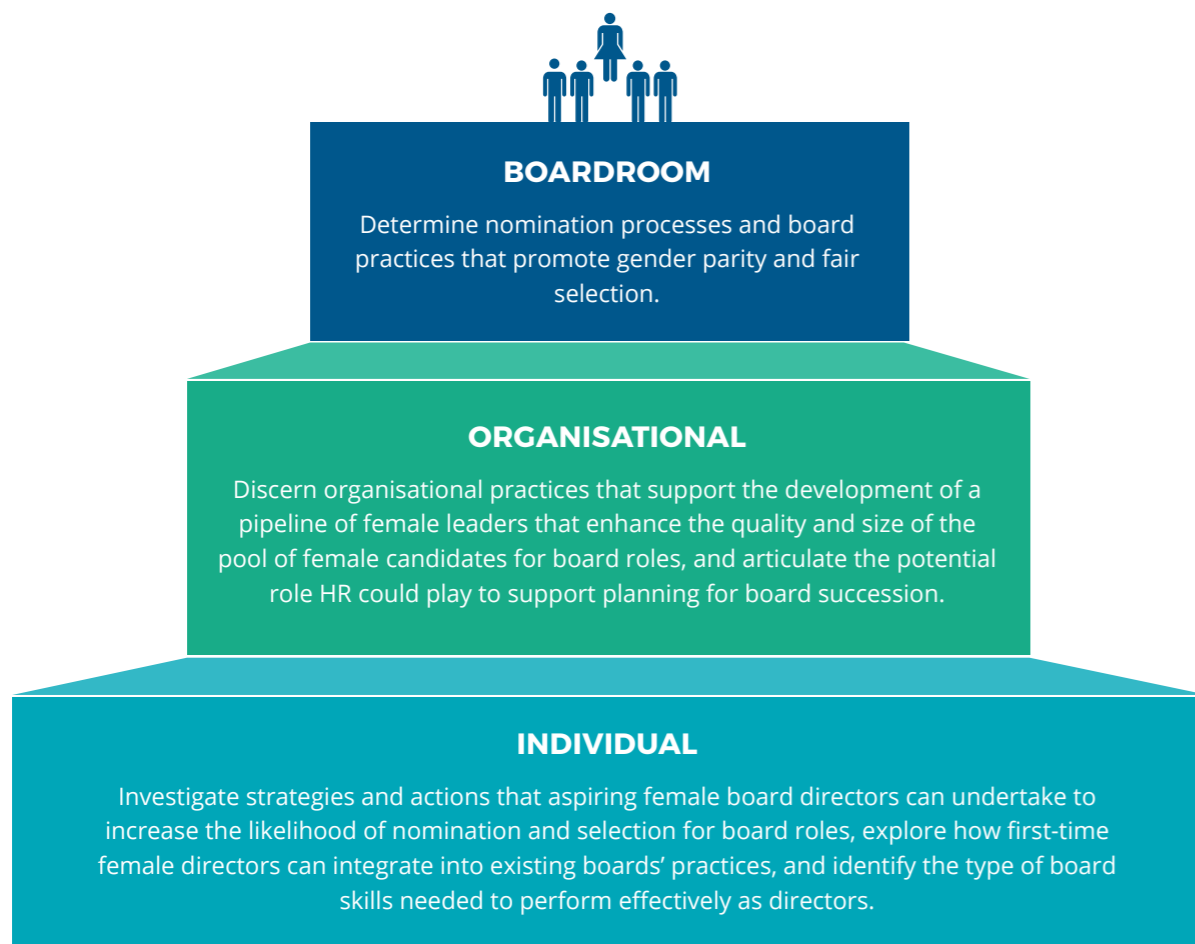 BOARDROOM
Determine nomination processes and board
practices that promote gender parity and fair
selection.
ORGANISATIONAL
Discern organisational practices that support the development of a
pipeline of female leaders that enhance the quality and size of the
pool of female candidates for board roles, and articulate the potential
role HR could play to support planning for board succession.
INDIVIDUAL
Investigate strategies and actions that aspiring female board directors can undertake to
increase the likelihood of nomination and selection for board roles, explore how first-time
female directors can integrate into existing boards’ practices, and identify the type of board
skills needed to perform effectively as directors.